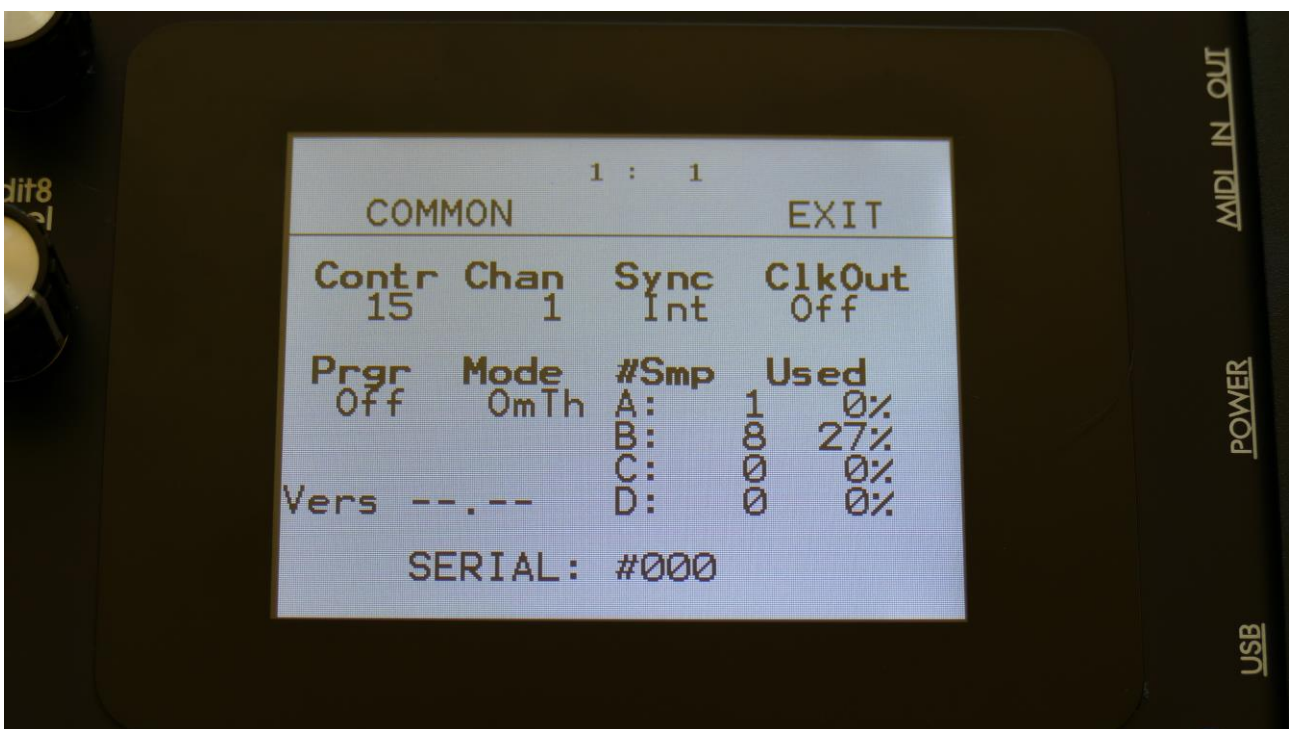 1 : 1
COMMON EXIT
Contr Chan Sync ClkOut
15 1 Int Off
Prgr Mode #Smp Used
Off OmTh A: 1 0%
B: 8 27%
C: 0 0%
D: 0 0%
Vers --.--
SERIAL: #000
MIDI IN OUT
POWER
USB